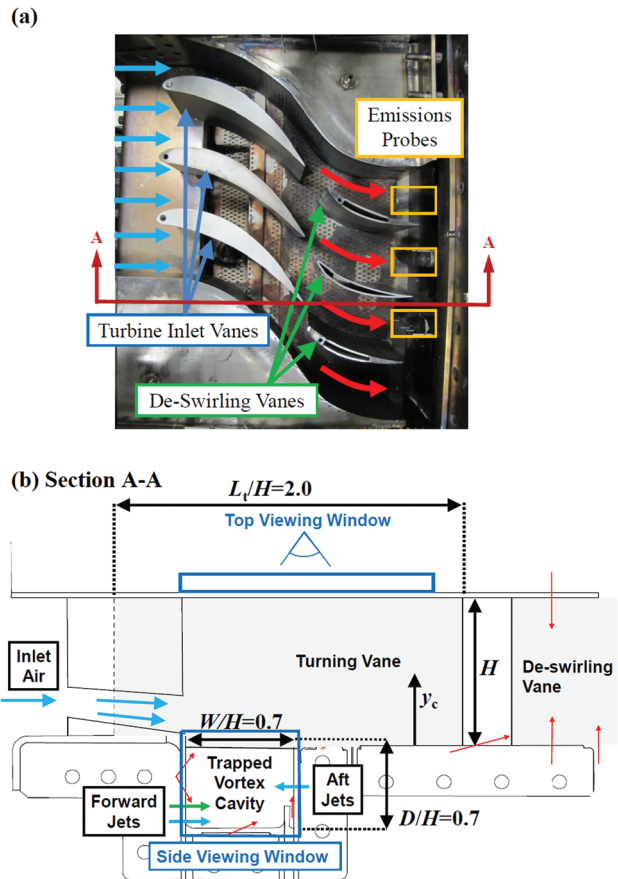 (a)
Emissions
Probes
A
A
Turbine Inlet Vanes
De-Swirling Vanes
(b) Section A-A
Lt/H=2.0
Top Viewing Window
Inlet
Air
Turning Vane
H
De-swirling
Vane
yc
W/H=0.7
Trapped
Vortex
Cavity
Aft
Jets
Forward
Jets
D/H=0.7
Side Viewing Window